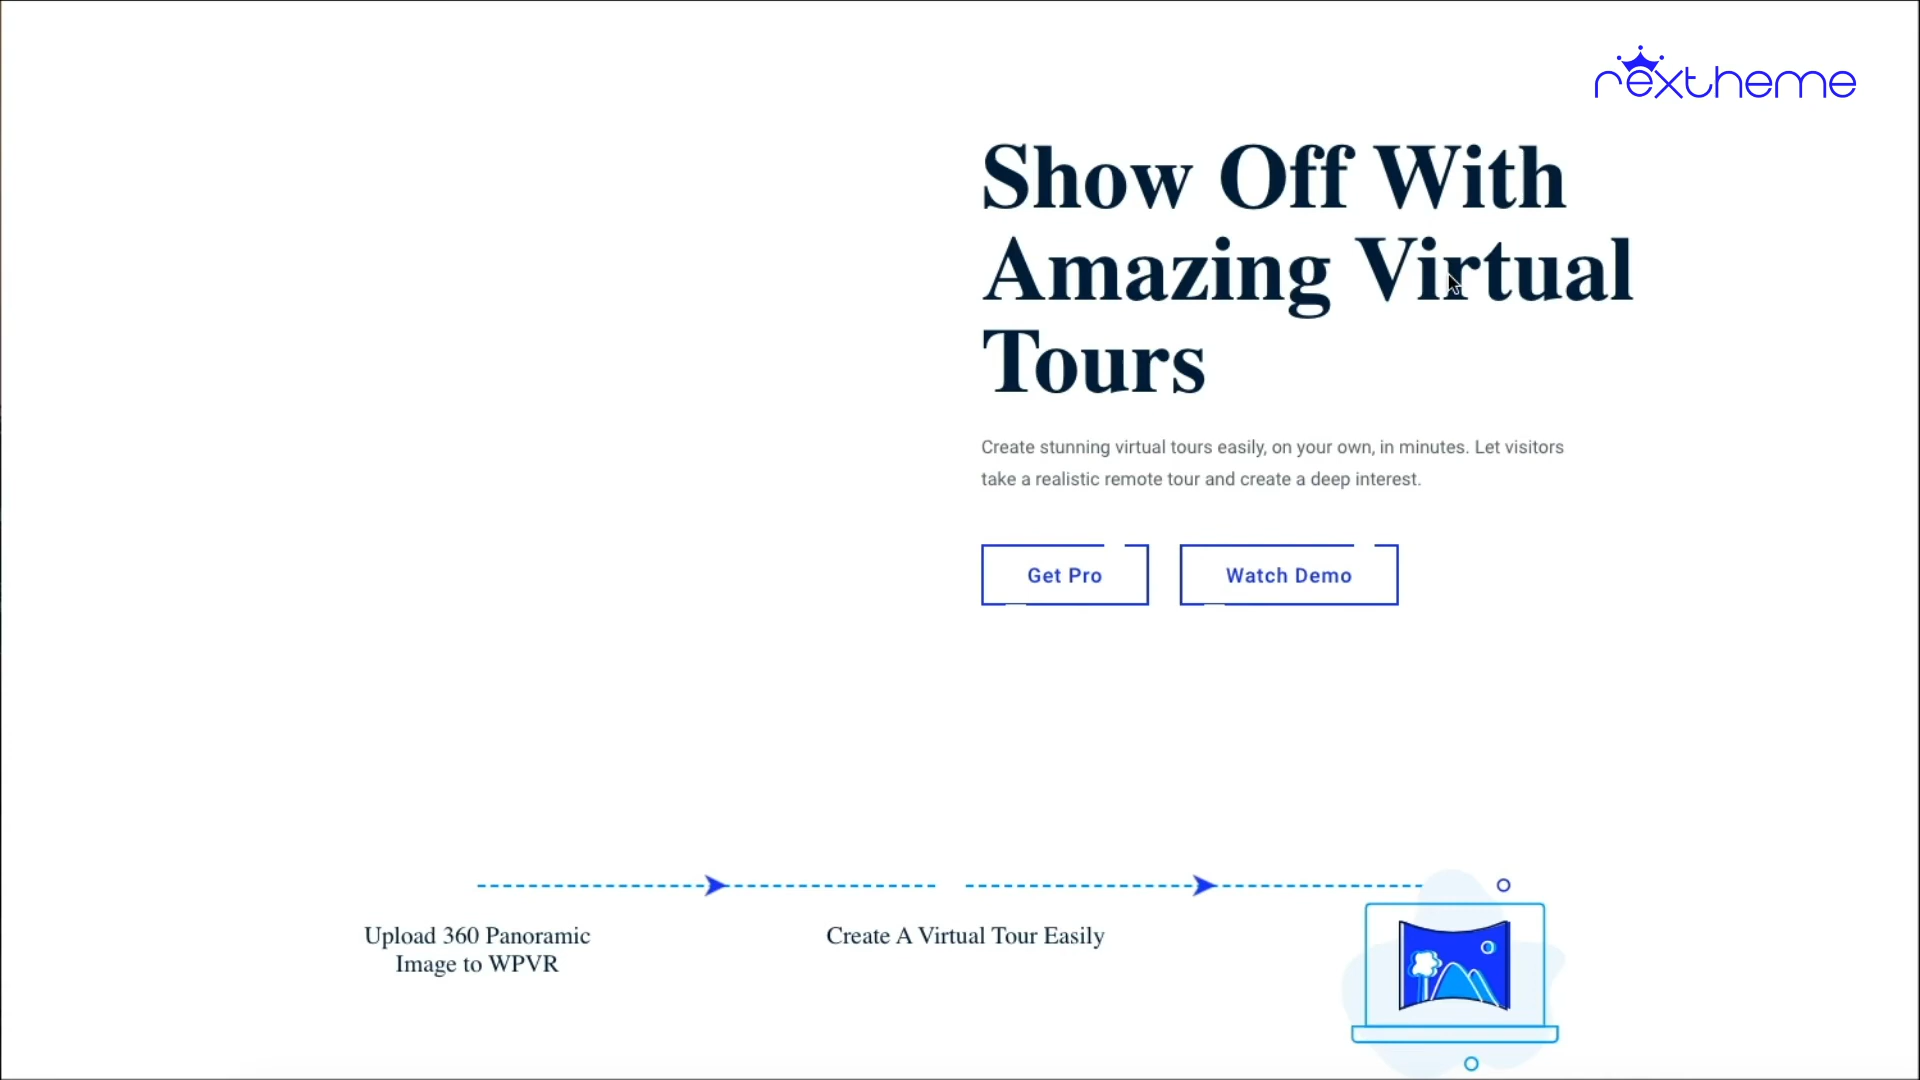 rextheme
Show Off With
Amazing Virtual
Tours
Create stunning virtual tours easily, on your own, in minutes. Let visitors
take a realistic remote tour and create a deep interest.
Get Pro
Watch Demo
Upload 360 Panoramic
Image to WPVR
Create A Virtual Tour Easily